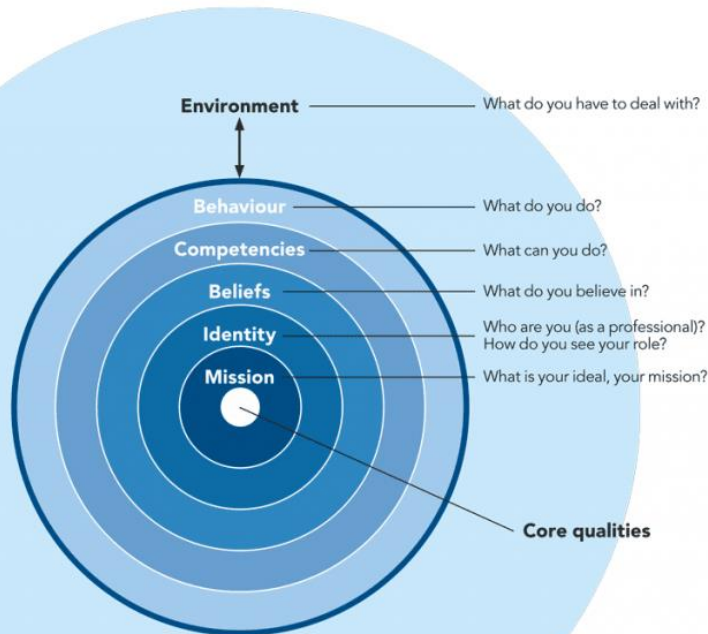 Environment
What do you have to deal with?
Behaviour
What do you do?
Competencies
What can you do?
Beliefs
What do you believe in?
Identity
Who are you (as a professional)?
How do you see your role?
Mission
What is your ideal, your mission?
Core qualities